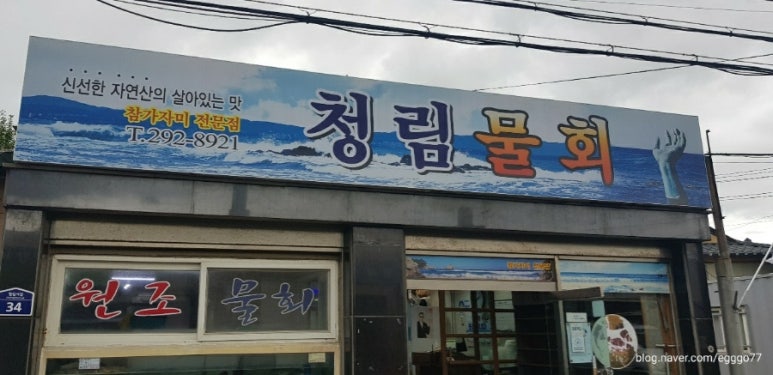 신선한 자연산의 살아있는 맛
참가자미 전문점
T.292-8921
청림물회
원조 물회
34
blog.naver.com/egggo77